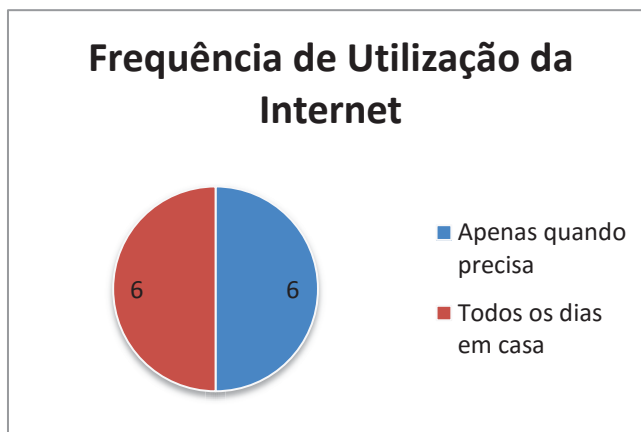 Frequência de Utilização da
Internet
6
6
Apenas quando
precisa
Todos os dias
em casa